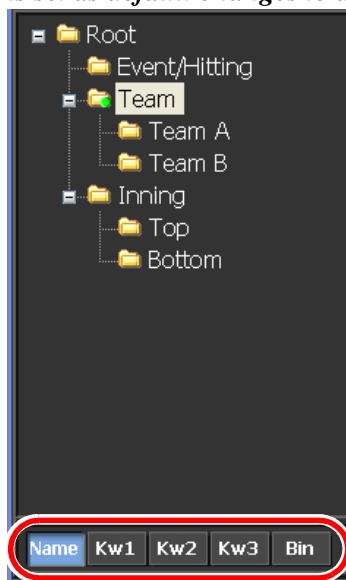 Root
Event/Hitting
Team
Team A
Team B
Inning
Top
Bottom
Name Kw1 Kw2 Kw3 Bin